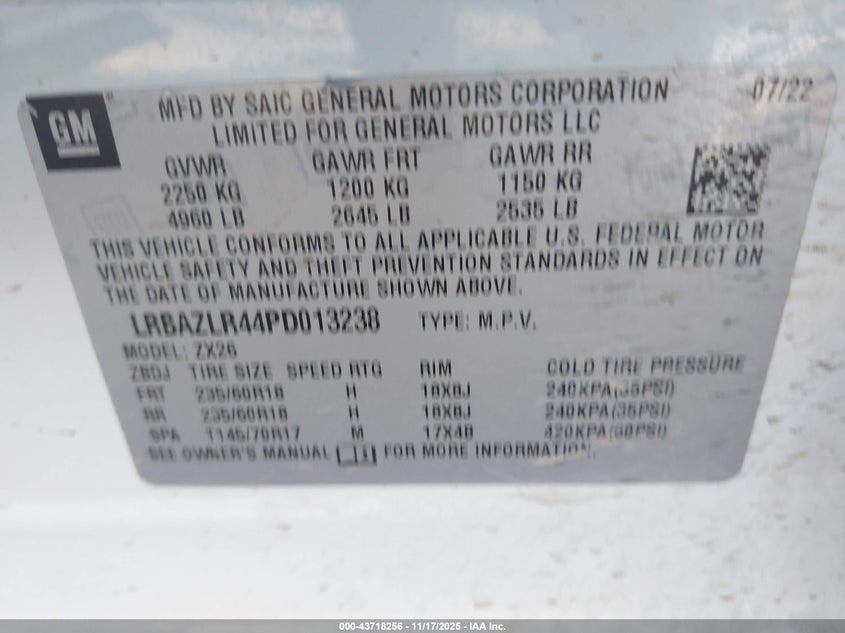 GM
MFD BY SAIC GENERAL MOTORS CORPORATION 07/22
LIMITED FOR GENERAL MOTORS LLC
GVWR GAWR FRT GAWR RR
2250 KG 1200 KG 1150 KG
4960 LB 2645 LB 2535 LB
THIS VEHICLE CONFORMS TO ALL APPLICABLE U.S. FEDERAL MOTOR
VEHICLE SAFETY AND THEFT PREVENTION STANDARDS IN EFFECT ON
THE DATE OF MANUFACTURE SHOWN ABOVE.
LRBAZLR44PD013238 TYPE: M.P.V.
MODEL: ZX26
ZBDJ TIRE SIZE SPEED RTG RIM COLD TIRE PRESSURE
FRT 235/60R18 H 18X8J 240KPA(35PSI)
RR 235/60R18 H 18X8J 240KPA(35PSI)
SPA T145/70R17 M 17X4B 420KPA(60PSI)
SEE OWNER'S MANUAL FOR MORE INFORMATION.
000-43718256 - 11/17/2025 - IAA Inc.